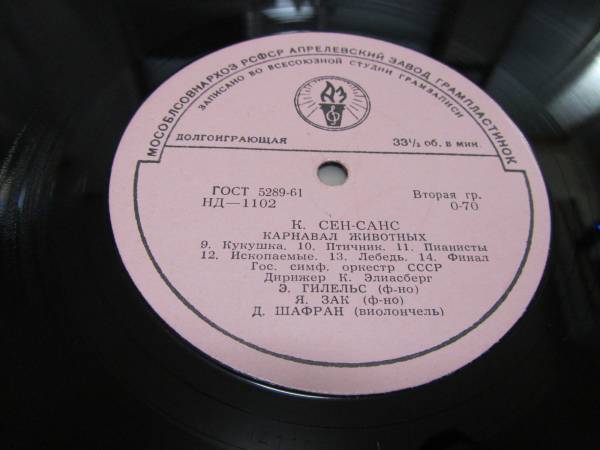 МОСОБЛСОВНАРХОЗ РСФСР АПРЕЛЕВСКИЙ ЗАВОД ГРАМПЛАСТИНОК
ЗАПИСАНО ВО ВСЕСОЮЗНОЙ СТУДИИ ГРАМЗАПИСИ
АЗ
ДОЛГОИГРАЮЩАЯ 33⅓ об. в мин.
ГОСТ 5289-61 Вторая гр.
НД—1102 0-70
К. СЕН-САНС
КАРНАВАЛ ЖИВОТНЫХ
9. Кукушка. 10. Птичник. 11. Пианисты
12. Ископаемые. 13. Лебедь. 14. Финал
Гос. симф. оркестр СССР
Дирижер К. Элиасберг
Э. ГИЛЕЛЬС (ф-но)
Я. ЗАК (ф-но)
Д. ШАФРАН (виолончель)